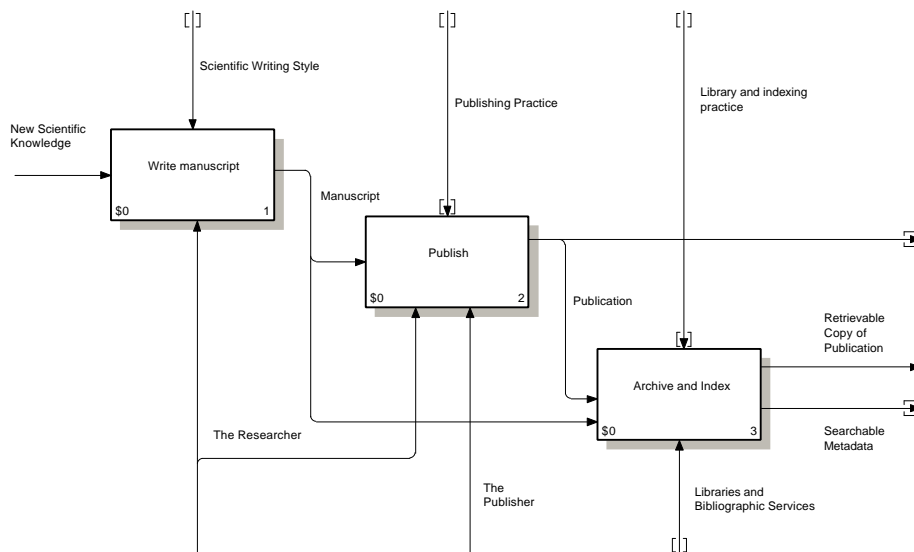 Scientific Writing Style
New Scientific
Knowledge
Library and indexing
practice
Publishing Practice
Write manuscript
$0 1
Manuscript
Publish
$0 2
Publication
Retrievable
Copy of
Publication
Archive and Index
$0 3
The Researcher
Searchable
Metadata
The
Publisher
Libraries and
Bibliographic Services